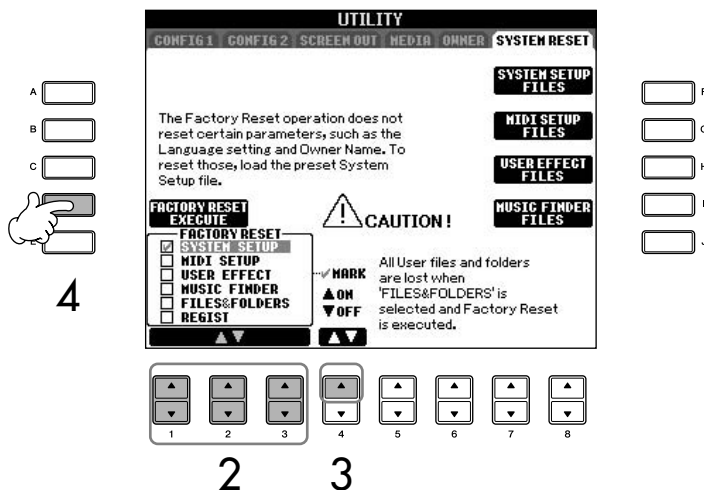 UTILITY
CONFIG 1 CONFIG 2 SCREEN OUT MEDIA OWNER SYSTEM RESET
SYSTEM SETUP
FILES
The Factory Reset operation does not
reset certain parameters, such as the
Language setting and Owner Name. To
reset those, load the preset System
Setup file.
MIDI SETUP
FILES
USER EFFECT
FILES
MUSIC FINDER
FILES
A
B
C
FACTORY RESET
EXECUTE
CAUTION!
FACTORY RESET
SYSTEM SETUP
MIDI SETUP
USER EFFECT
MUSIC FINDER
FILES&FOLDERS
REGIST
MARK
▲ON
▼OFF
All User files and folders
are lost when
'FILES&FOLDERS' is
selected and Factory Reset
is executed.
4
1 2 3 4 5 6 7 8
2 3